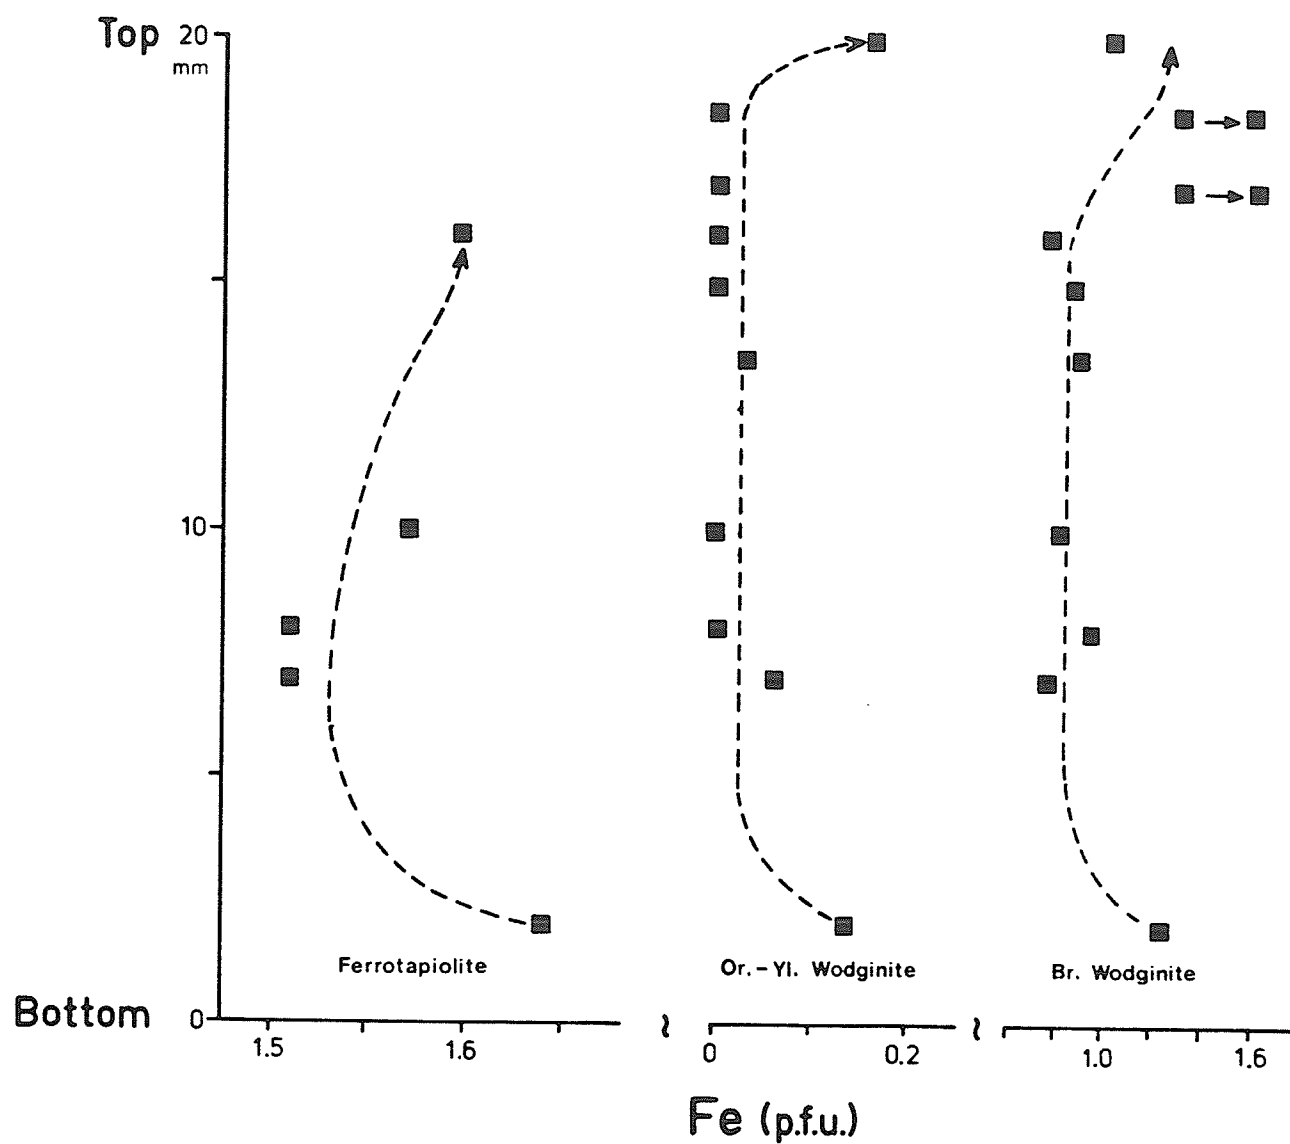 Top 20
mm
10
Ferrotapiolite
Or.-Yl. Wodginite
Br. Wodginite
Bottom 0
1.5
1.6
0
0.2
1.0
1.6
Fe (p.f.u.)